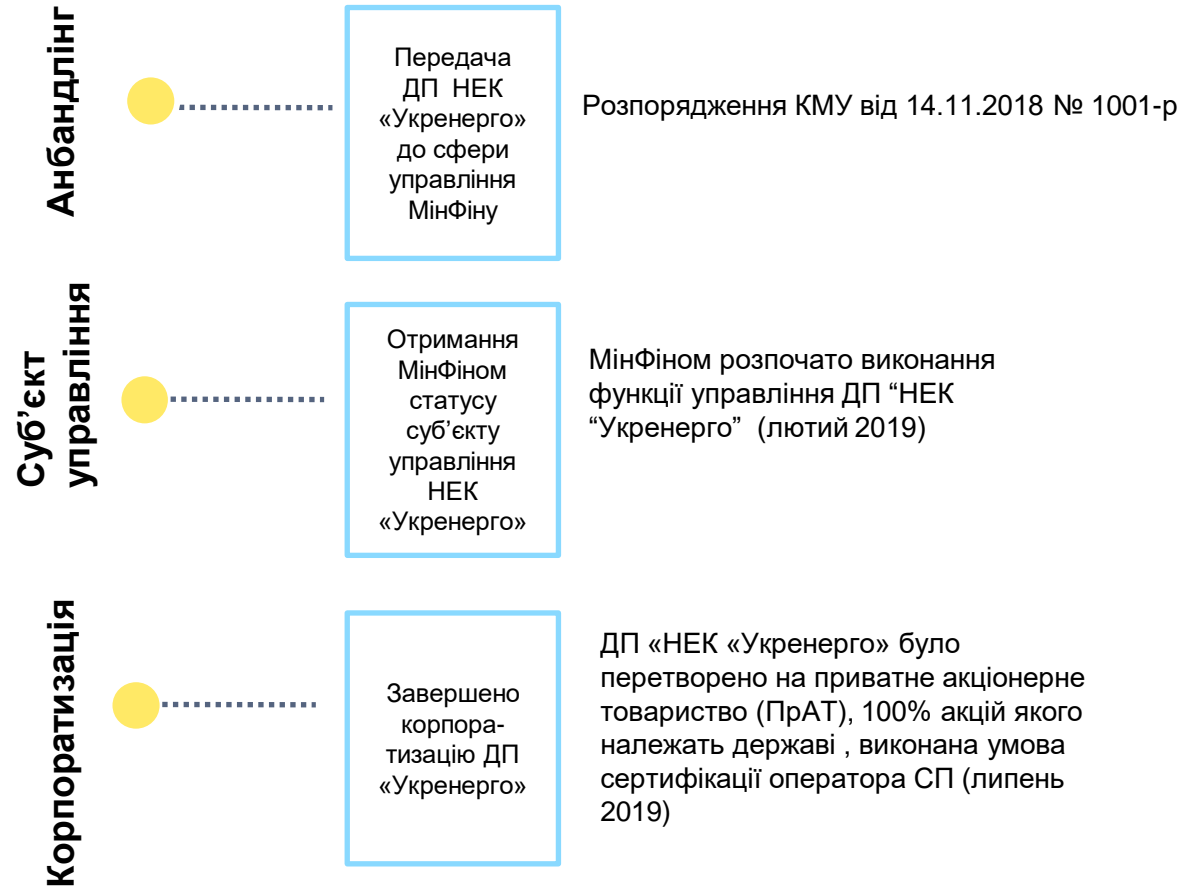 Анбандлінг
Передача
ДП НЕК
«Укренерго»
до сфери
управління
МінФіну
Розпорядження КМУ від 14.11.2018 № 1001-р
Суб’єкт
управління
Отримання
МінФіном
статусу
суб’єкту
управління
НЕК
«Укренерго»
МінФіном розпочато виконання
функції управління ДП “НЕК
“Укренерго” (лютий 2019)
Корпоратизація
Завершено
корпора-
тизацію ДП
«Укренерго»
ДП «НЕК «Укренерго» було
перетворено на приватне акціонерне
товариство (ПрАТ), 100% акцій якого
належать державі , виконана умова
сертифікації оператора СП (липень
2019)